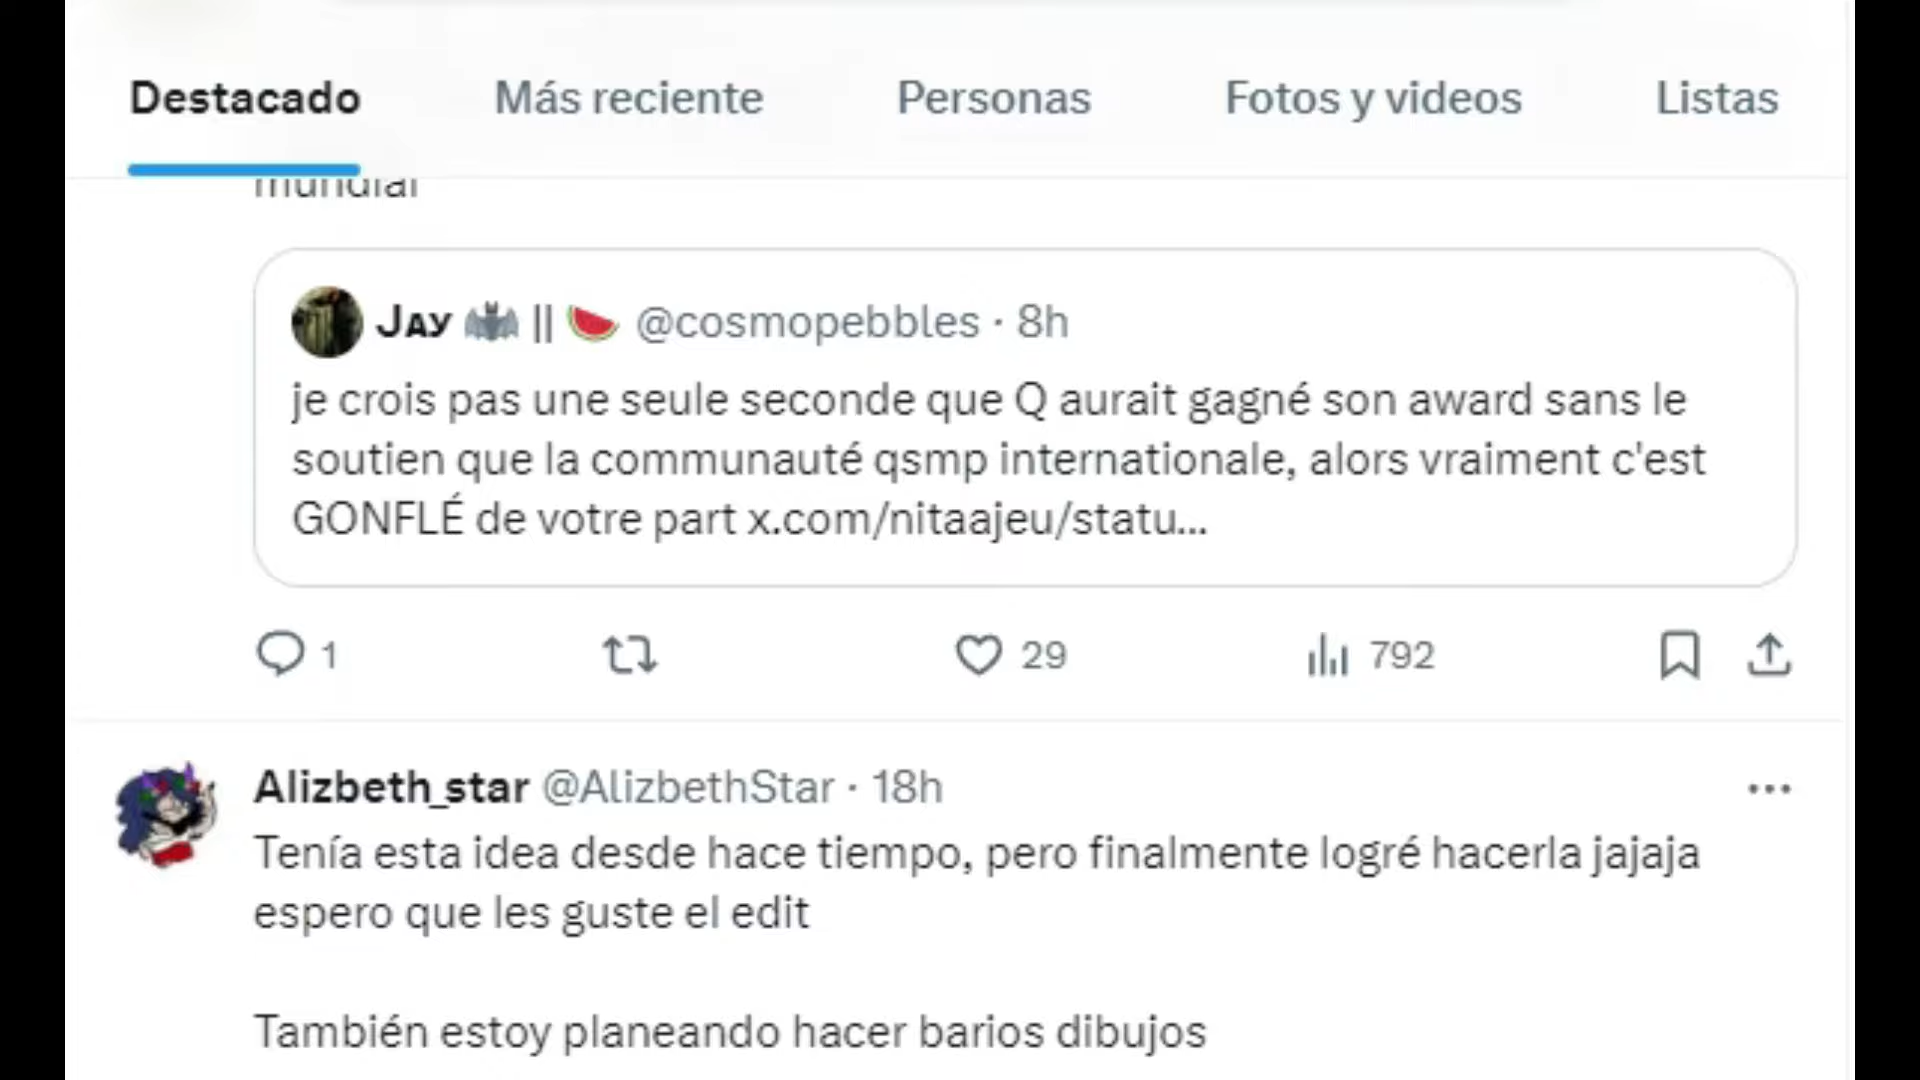 Destacado Más reciente Personas Fotos y videos Listas
mundial
Jay 🦇 || 🍉 @cosmopebbles · 8h
je crois pas une seule seconde que Q aurait gagné son award sans le
soutien que la communauté qsmp internationale, alors vraiment c'est
GONFLÉ de votre part x.com/nitaajeu/statu...
1 29 792
Alizbeth_star @AlizbethStar · 18h
Tenía esta idea desde hace tiempo, pero finalmente logré hacerla jajaja
espero que les guste el edit
También estoy planeando hacer barios dibujos